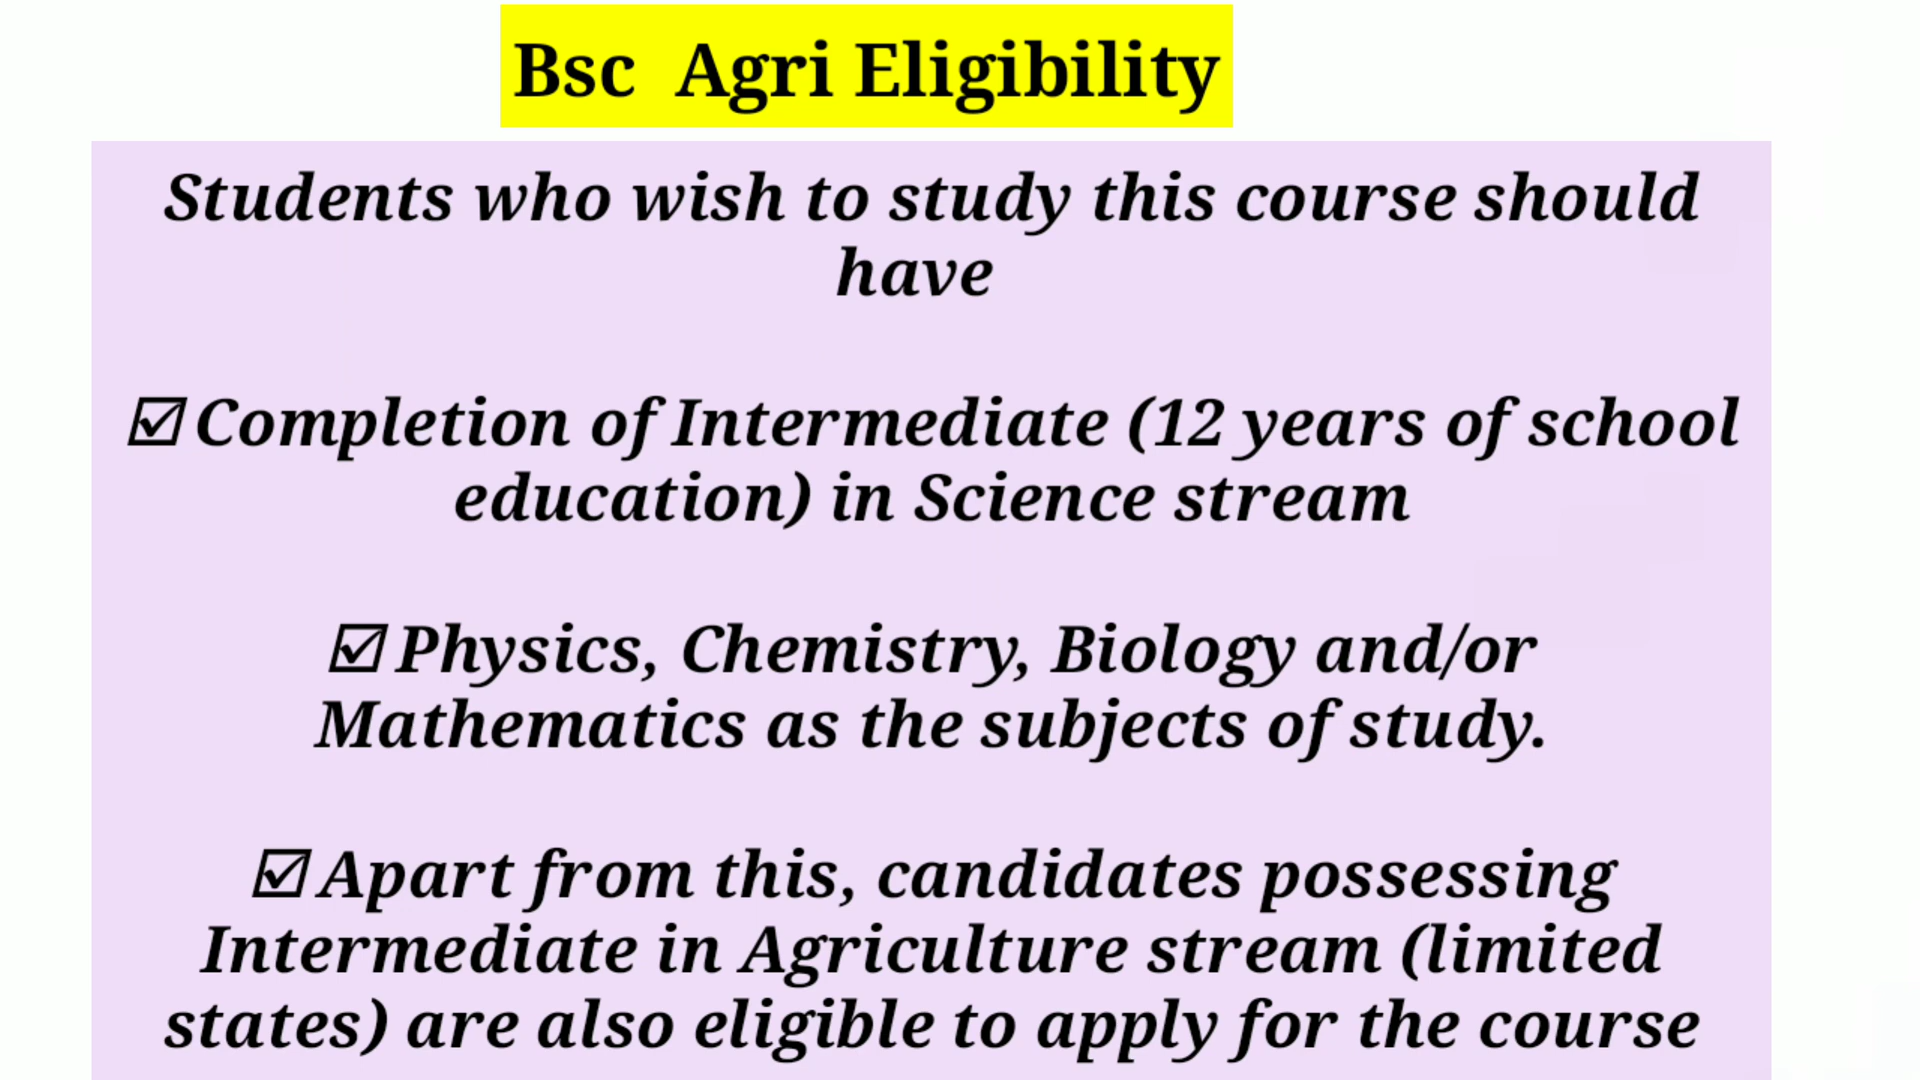 Bsc  Agri Eligibility
Students who wish to study this course should
have
☑ Completion of Intermediate (12 years of school
education) in Science stream
☑ Physics, Chemistry, Biology and/or
Mathematics as the subjects of study.
☑ Apart from this, candidates possessing
Intermediate in Agriculture stream (limited
states) are also eligible to apply for the course